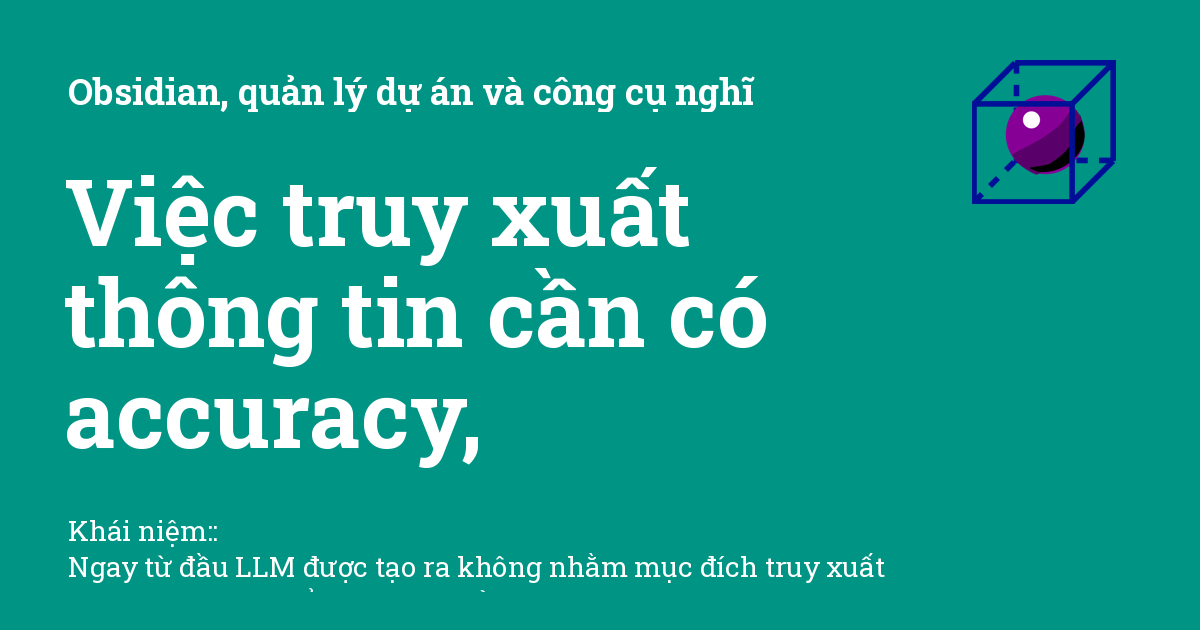 Obsidian, quản lý dự án và công cụ nghĩ
Việc truy xuất
thông tin cần có
accuracy,
Khái niệm::
Ngay từ đầu LLM được tạo ra không nhằm mục đích truy xuất